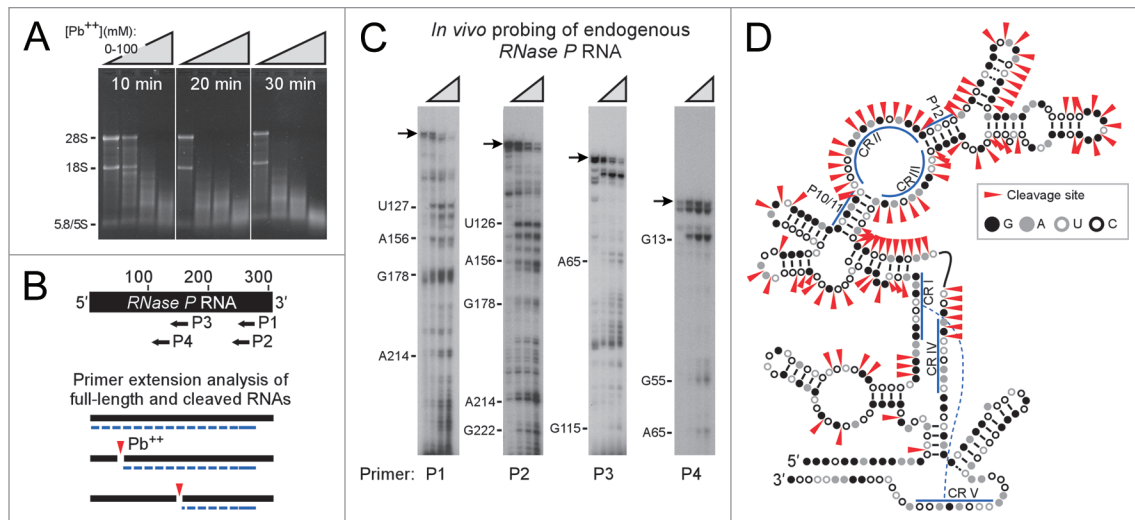 A
[Pb++](mM):
0-100
10 min
20 min
30 min
28S
18S
5.8/5S
B
100
200
300
5′
RNase P RNA
3′
P3
P1
P4
P2
Primer extension analysis of
full-length and cleaved RNAs
Pb++
C
In vivo probing of endogenous
RNase P RNA
U127
A156
G178
A214
U126
A156
G178
A214
G222
A65
G115
G13
G55
A65
Primer:
P1
P2
P3
P4
D
P12
CR II
CR III
P10/11
Cleavage site
G
A
U
C
CR I
CR IV
5′
3′
CR V